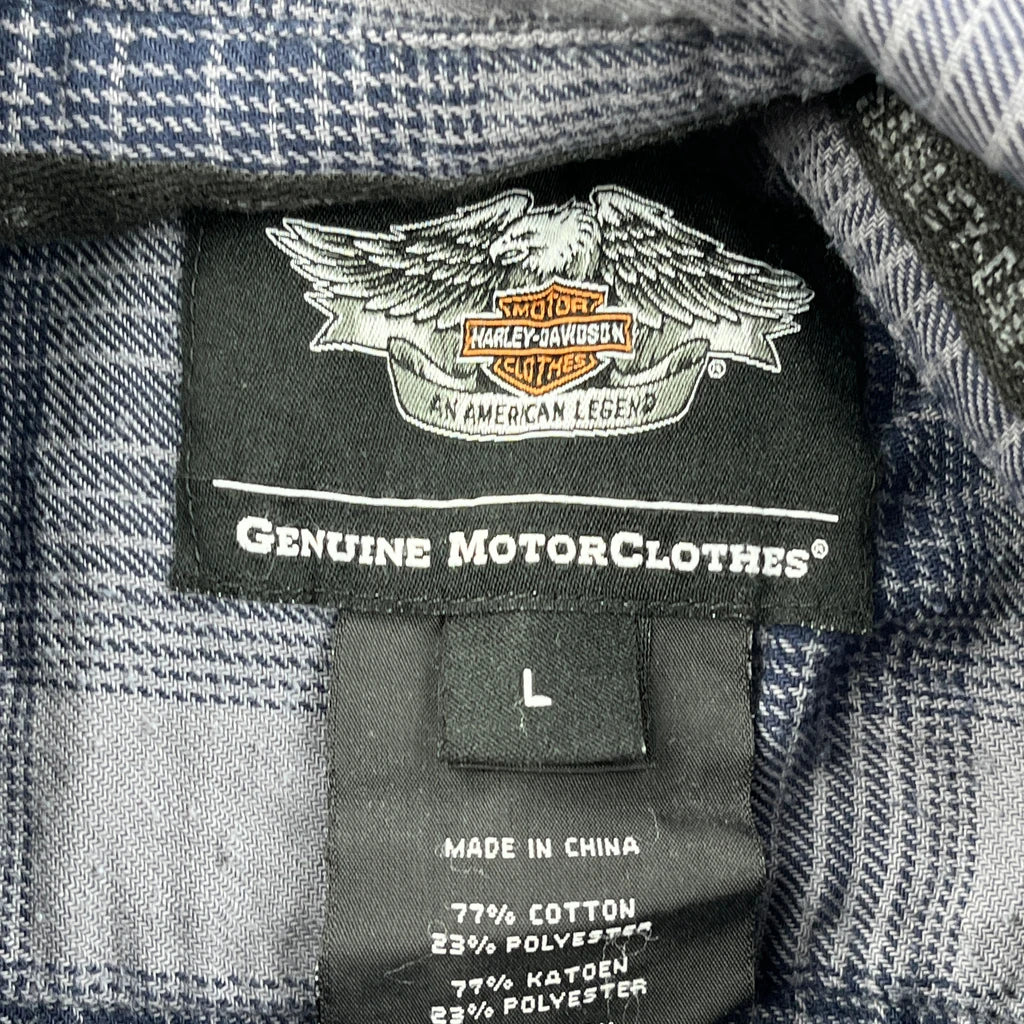 MOTOR
HARLEY-DAVIDSON
CLOTHES
®
AN AMERICAN LEGEND
GENUINE MOTORCLOTHES®
L
MADE IN CHINA
77% COTTON
23% POLYESTER
77% KATOEN
23% POLYESTER